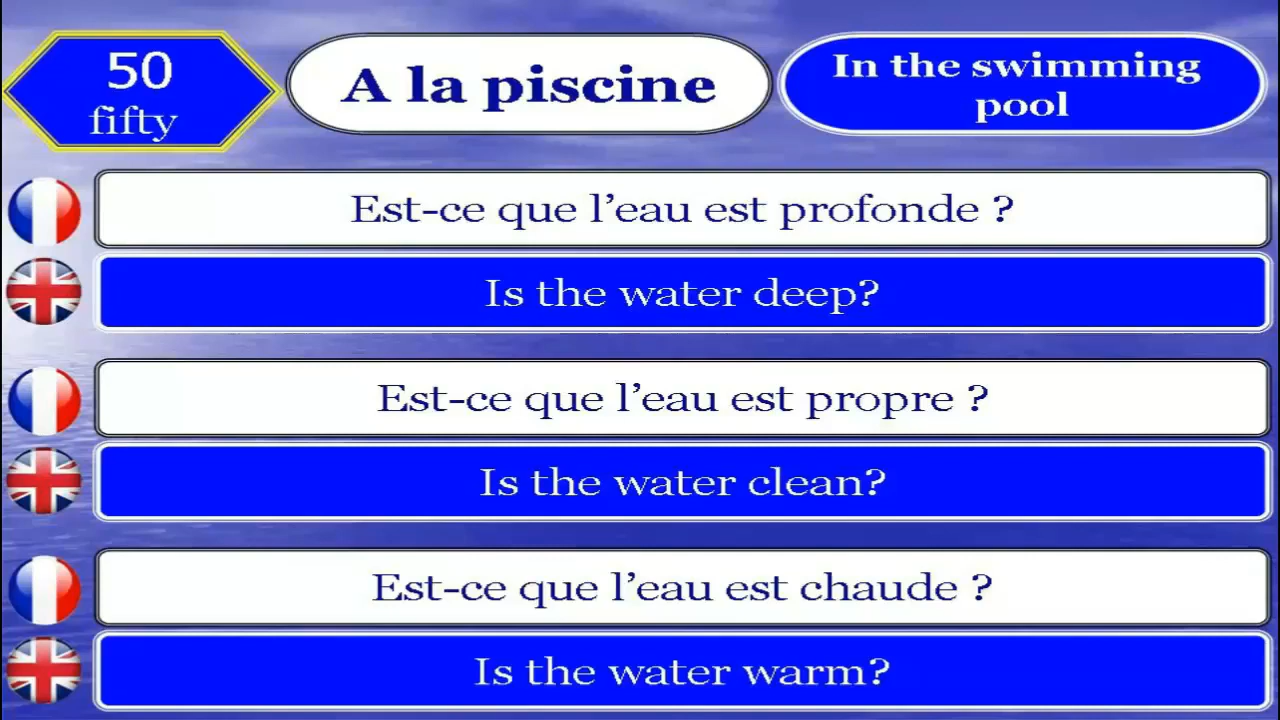 50
fifty
A la piscine
In the swimming
pool
Est-ce que l’eau est profonde ?
Is the water deep?
Est-ce que l’eau est propre ?
Is the water clean?
Est-ce que l’eau est chaude ?
Is the water warm?